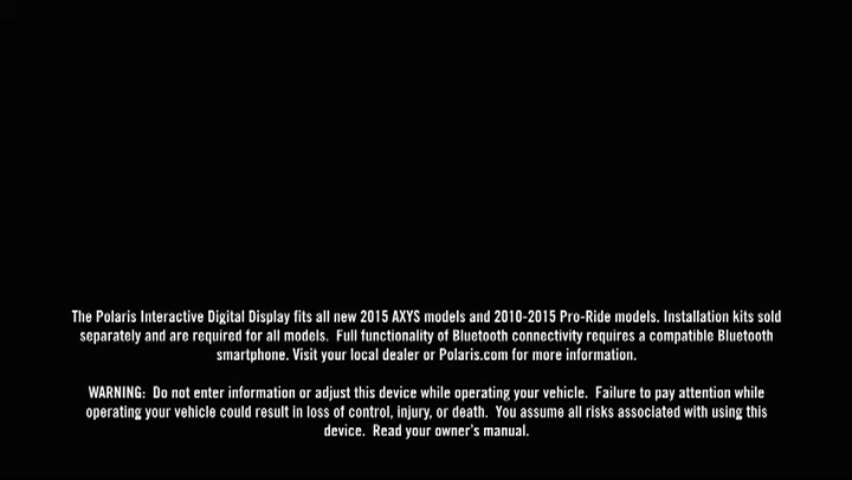 The Polaris Interactive Digital Display fits all new 2015 AXYS models and 2010-2015 Pro-Ride models. Installation kits sold
separately and are required for all models.  Full functionality of Bluetooth connectivity requires a compatible Bluetooth
smartphone. Visit your local dealer or Polaris.com for more information.
WARNING:  Do not enter information or adjust this device while operating your vehicle.  Failure to pay attention while
operating your vehicle could result in loss of control, injury, or death.  You assume all risks associated with using this
device.  Read your owner's manual.